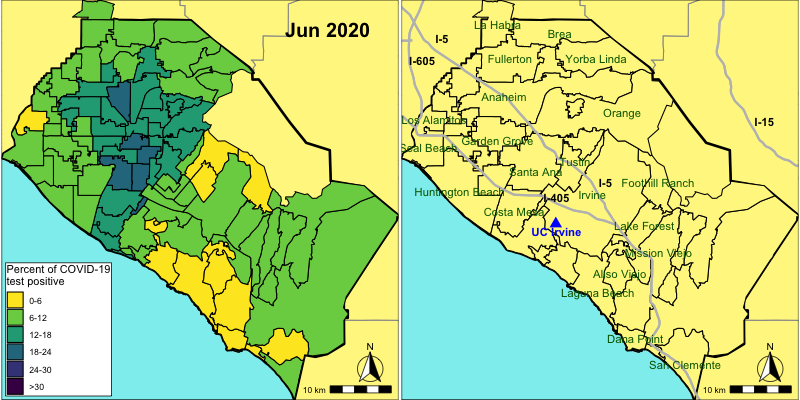 Jun 2020
Percent of COVID-19
test positive
0-6
6-12
12-18
18-24
24-30
>30
N
10 km
La Habra
Brea
I-5
I-605
Fullerton
Yorba Linda
Anaheim
Orange
I-15
Los Alamitos
Garden Grove
Seal Beach
Tustin
Santa Ana
I-5
Foothill Ranch
Huntington Beach
I-405
Irvine
Costa Mesa
UC Irvine
Lake Forest
Mission Viejo
Aliso Viejo
Laguna Beach
Dana Point
San Clemente
N
10 km